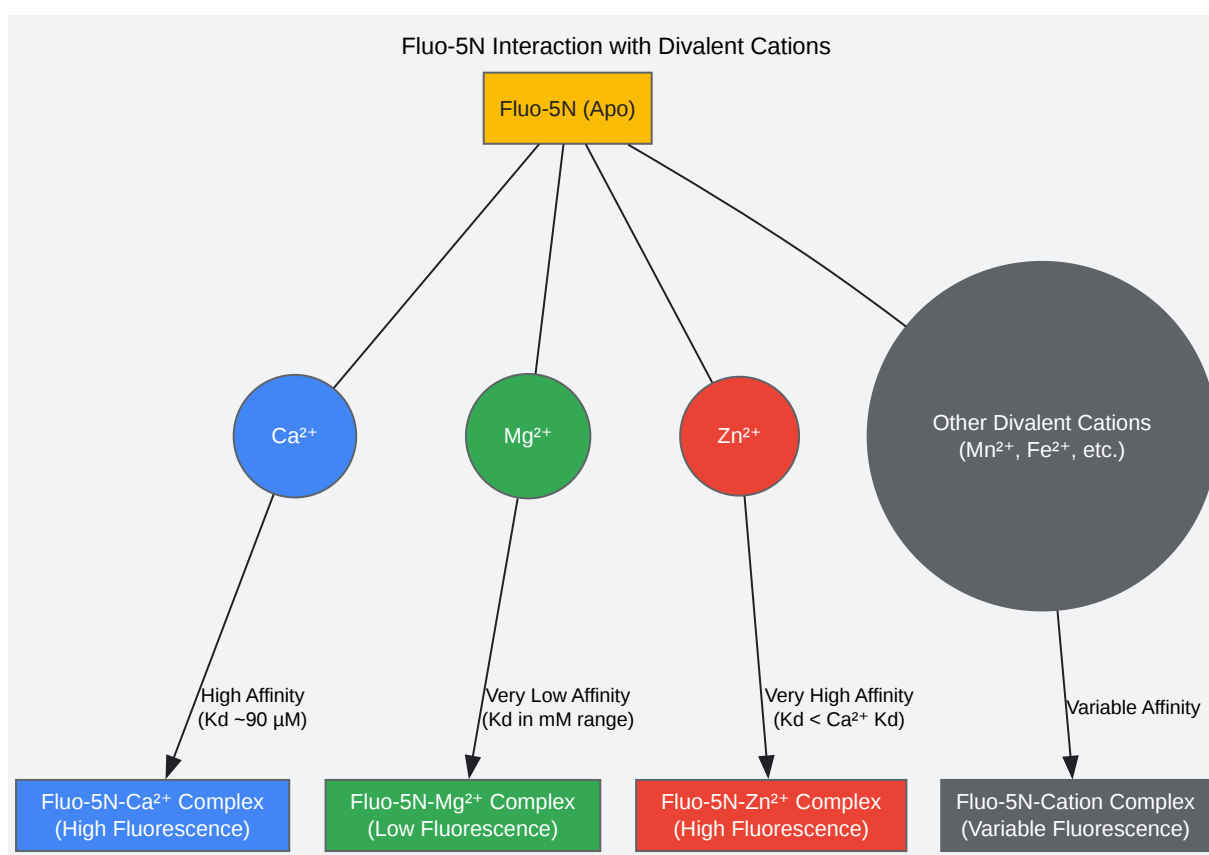 Fluo-5N Interaction with Divalent Cations
Fluo-5N (Apo)
Ca²⁺
Mg²⁺
Zn²⁺
Other Divalent Cations
(Mn²⁺, Fe²⁺, etc.)
High Affinity
(Kd ~90 µM)
Very Low Affinity
(Kd in mM range)
Very High Affinity
(Kd < Ca²⁺ Kd)
Variable Affinity
Fluo-5N-Ca²⁺ Complex
(High Fluorescence)
Fluo-5N-Mg²⁺ Complex
(Low Fluorescence)
Fluo-5N-Zn²⁺ Complex
(High Fluorescence)
Fluo-5N-Cation Complex
(Variable Fluorescence)